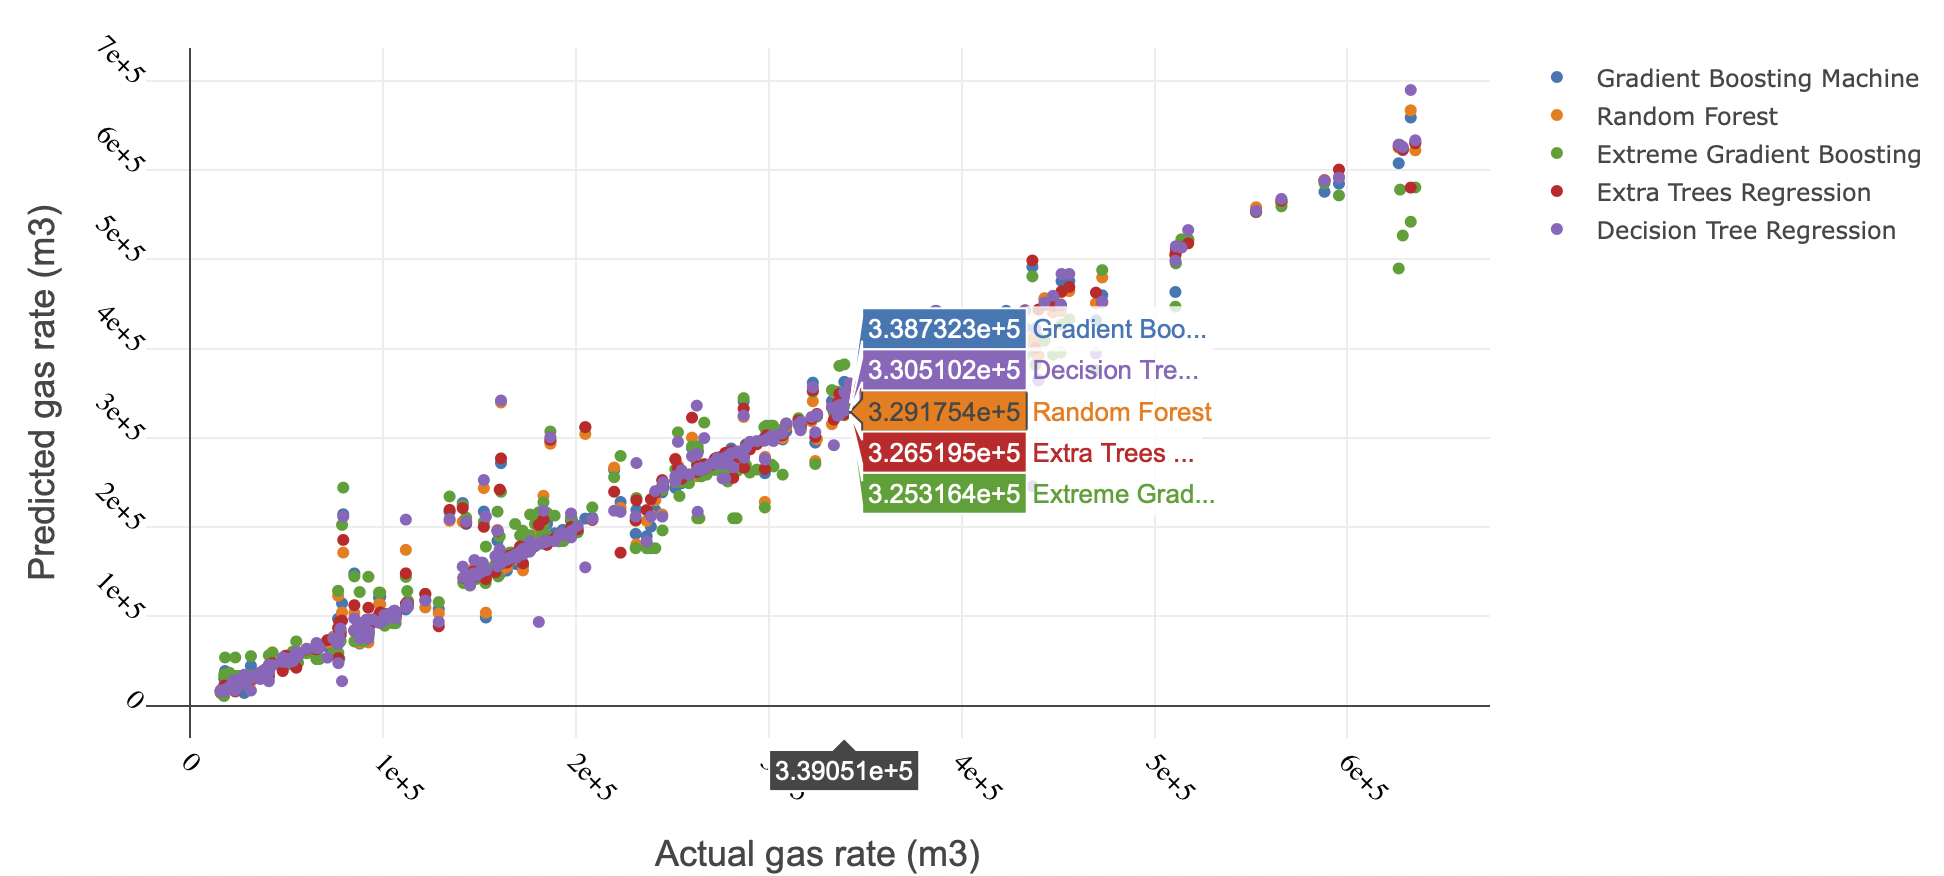 Predicted gas rate (m3)
7e+5
6e+5
5e+5
4e+5
3e+5
2e+5
1e+5
0
Gradient Boosting Machine
Random Forest
Extreme Gradient Boosting
Extra Trees Regression
Decision Tree Regression
3.387323e+5 Gradient Boo...
3.305102e+5 Decision Tre...
3.291754e+5 Random Forest
3.265195e+5 Extra Trees ...
3.253164e+5 Extreme Grad...
0
1e+5
2e+5
3.39051e+5
4e+5
5e+5
6e+5
Actual gas rate (m3)